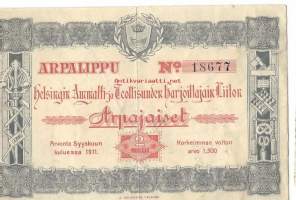 ARPALIPPU No 18677
Antikvariaatti.net
Helsingin Ammatti ja Teollisuuden Harjoittajain Liiton
Arpajaiset
Arvonta Syyskuun
kuluessa 1911.
Korkeimman voiton
arvo 1,500